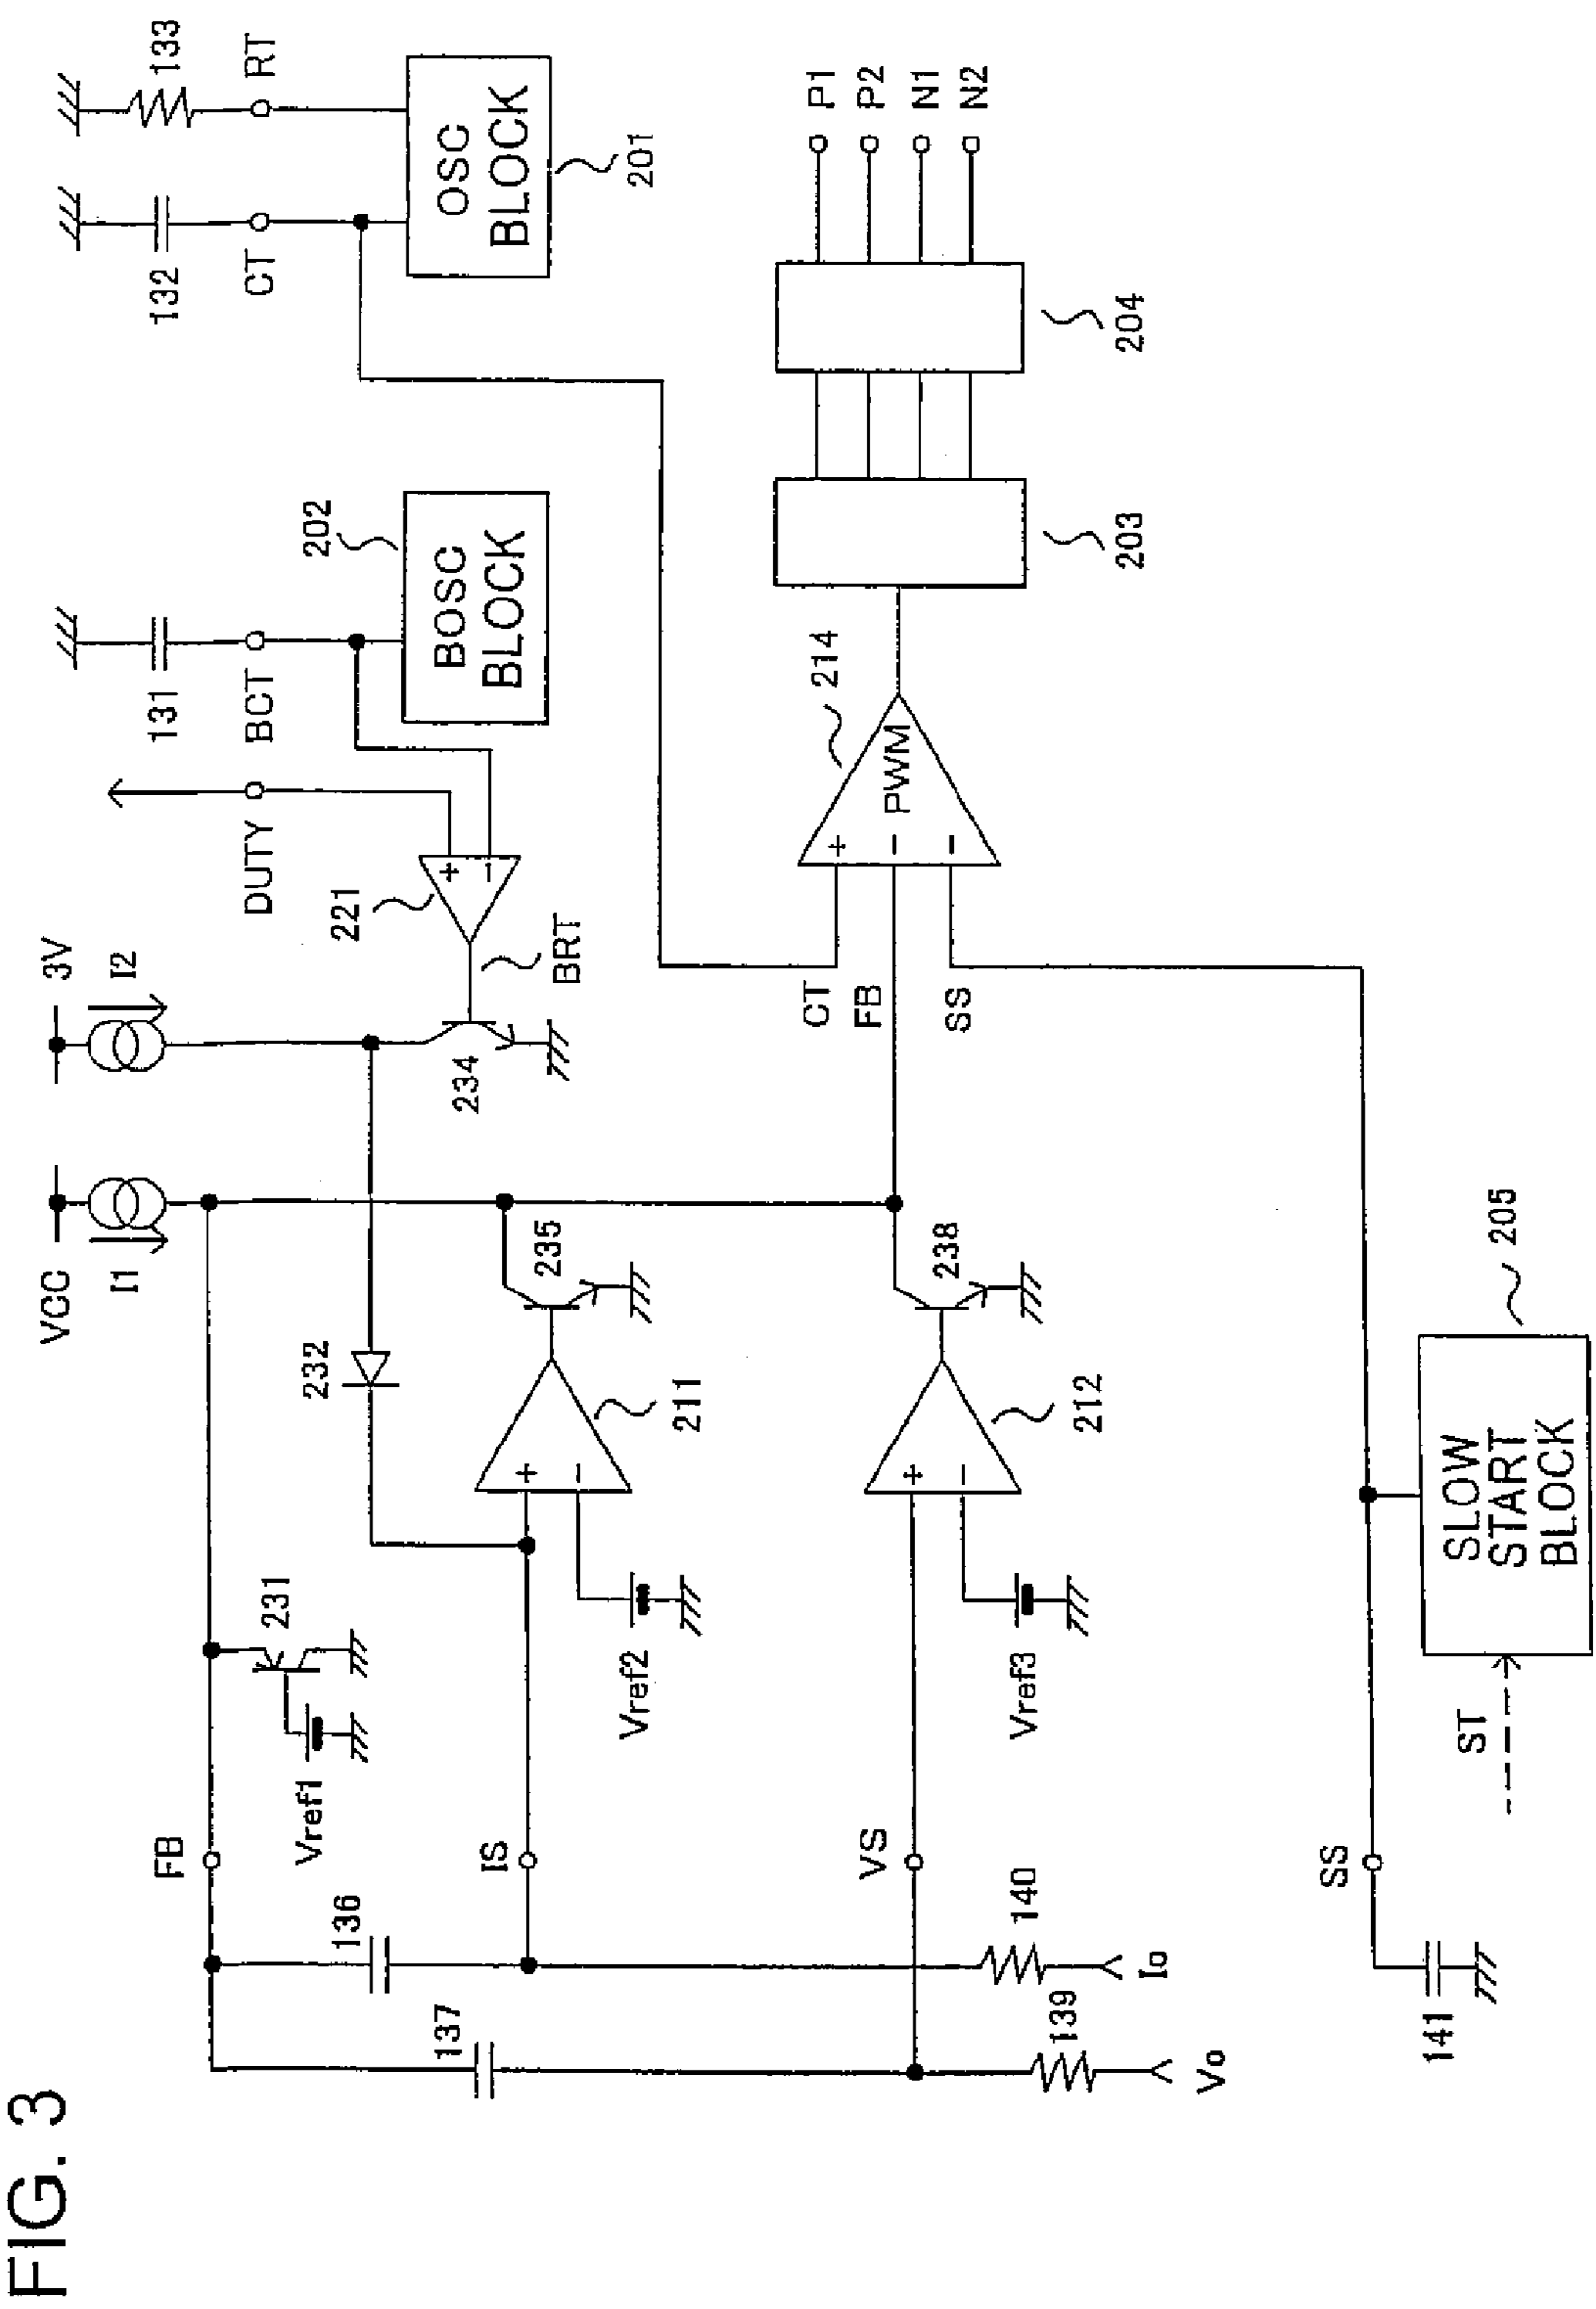 FIG. 3
133
RT
132
CT
OSC
BLOCK
201
131
BCT
202
BOSC
BLOCK
DUTY
221
BRT
3V
I2
234
VCC
I1
232
235
211
Vref2
231
Vref1
FB
IS
136
137
VS
140
Io
139
Vo
238
212
Vref3
CT
FB
SS
PWM
214
203
204
P1
P2
N1
N2
205
SLOW
START
BLOCK
ST
SS
141
+
−
+
−
+
−
+
−
−